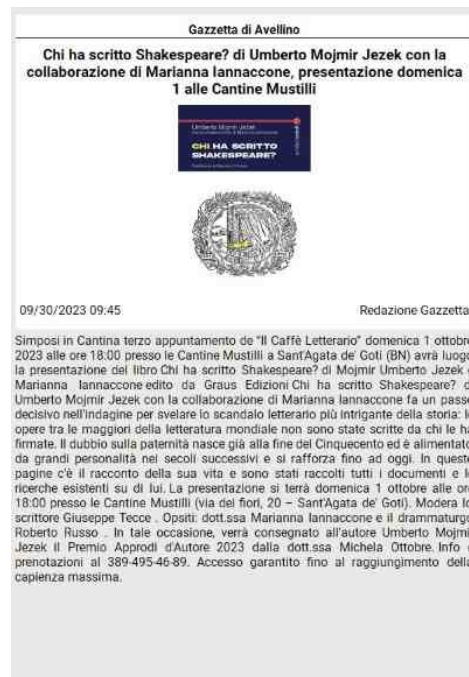 Gazzetta di Avellino
Chi ha scritto Shakespeare? di Umberto Mojmir Jezek con la
collaborazione di Marianna Iannaccone, presentazione domenica
1 alle Cantine Mustilli
Umberto Mojmir Jezek
CHI HA SCRITTO
SHAKESPEARE?
09/30/2023 09:45
Redazione Gazzetta
Simposi in Cantina terzo appuntamento de "Il Caffè Letterario" domenica 1 ottobre
2023 alle ore 18:00 presso le Cantine Mustilli a Sant'Agata de' Goti (BN) avrà luogo
la presentazione del libro Chi ha scritto Shakespeare? di Mojmir Umberto Jezek
Marianna Iannaccone edito da Graus Edizioni Chi ha scritto Shakespeare? d
Umberto Mojmir Jezek con la collaborazione di Marianna Iannaccone fa un passo
decisivo nell'indagine per svelare lo scandalo letterario più intrigante della storia: l
opere tra le maggiori della letteratura mondiale non sono state scritte da chi le ha
firmate. Il dubbio sulla paternità nasce già alla fine del Cinquecento ed è alimentato
da grandi personalità nei secoli successivi e si rafforza fino ad oggi. In queste
pagine c'è il racconto della sua vita e sono stati raccolti tutti i documenti e l
ricerche esistenti su di lui. La presentazione si terrà domenica 1 ottobre alle ore
18:00 presso le Cantine Mustilli (via dei fiori, 20 – Sant'Agata de' Goti). Modera lo
scrittore Giuseppe Tecce . Opsiti: dott.ssa Marianna Iannaccone e il drammaturgo
Roberto Russo . In tale occasione, verrà consegnato all'autore Umberto Mojmi
Jezek il Premio Approdi d'Autore 2023 dalla dott.ssa Michela Ottobre. Info
prenotazioni al 389-495-46-89. Accesso garantito fino al raggiungimento della
capienza massima.